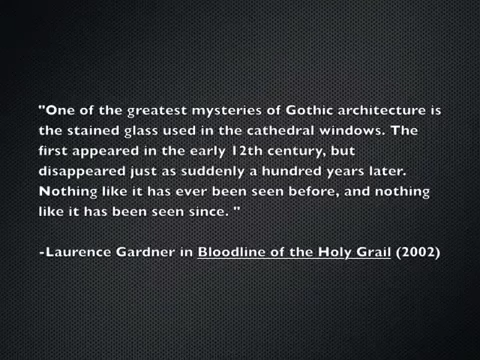 "One of the greatest mysteries of Gothic architecture is
the stained glass used in the cathedral windows. The
first appeared in the early 12th century, but
disappeared just as suddenly a hundred years later.
Nothing like it has ever been seen before, and nothing
like it has been seen since. "
-Laurence Gardner in Bloodline of the Holy Grail (2002)